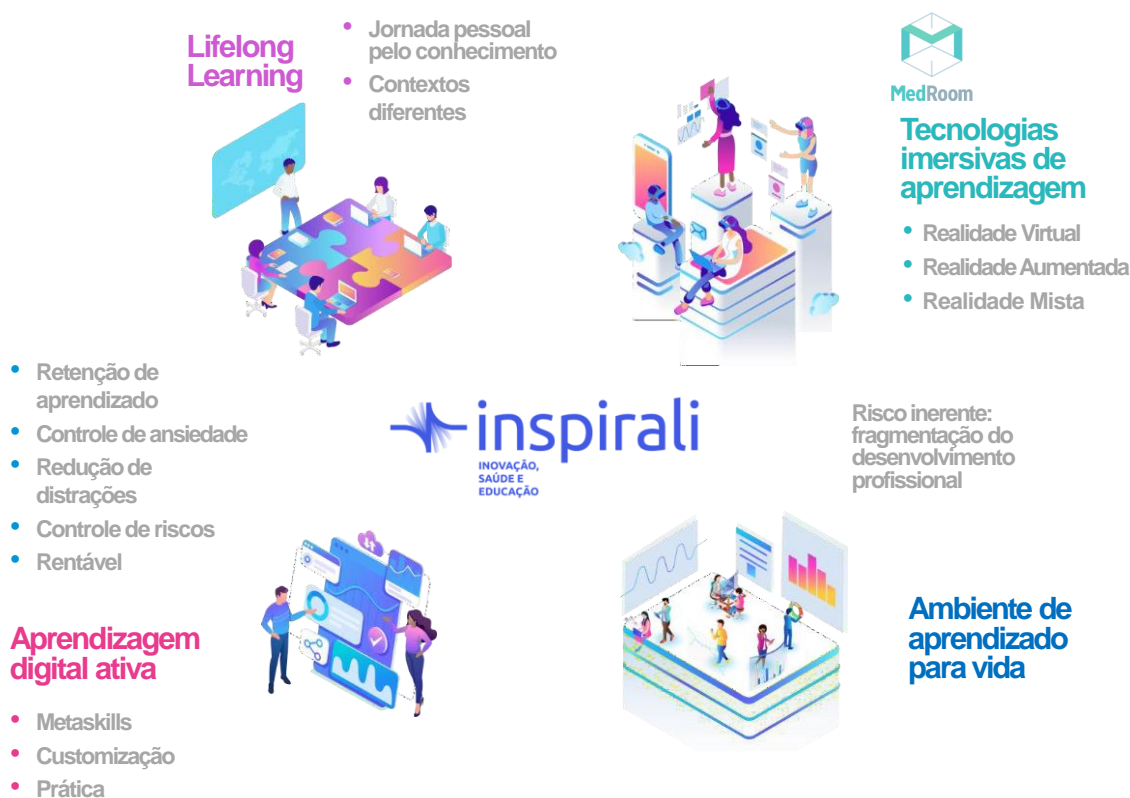 Lifelong
Learning
• Jornada pessoal
pelo conhecimento
• Contextos
diferentes
MedRoom
Tecnologias
imersivas de
aprendizagem
• Realidade Virtual
• Realidade Aumentada
• Realidade Mista
• Retenção de
aprendizado
• Controle de ansiedade
• Redução de
distrações
• Controle de riscos
• Rentável
inspirali
INOVAÇÃO,
SAÚDE E
EDUCAÇÃO
Risco inerente:
fragmentação do
desenvolvimento
profissional
Aprendizagem
digital ativa
• Metaskills
• Customização
• Prática
Ambiente de
aprendizado
para vida